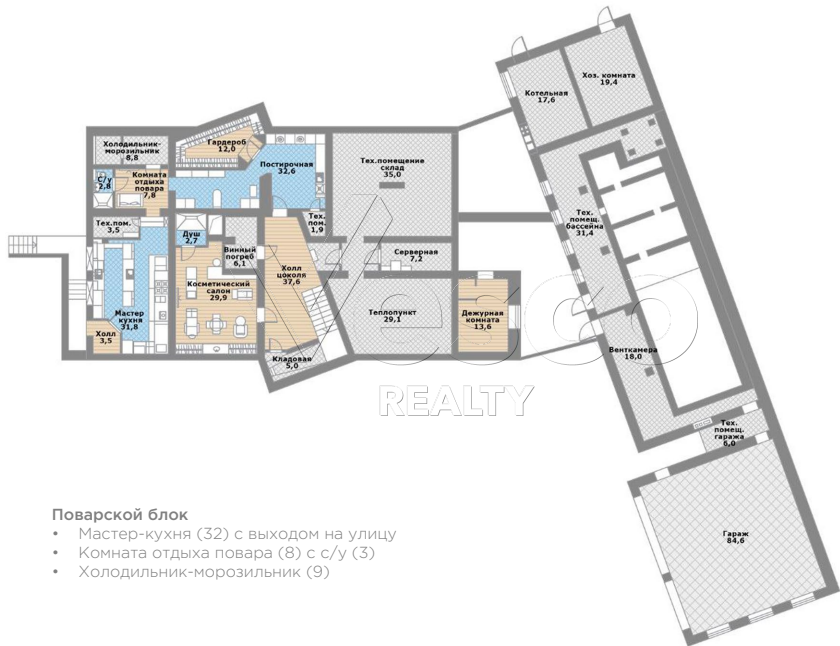 Хоз. комната
19,4
Котельная
17,6
Холодильник-
морозильник
8,8
Гардероб
12,0
Постирочная
32,6
Тех.помещение
склад
35,0
С/у
2,8
Комната
отдыха
повара
7,8
Тех.пом.
3,5
Душ
2,7
Винный
погреб
6,1
Тех.
пом.
1,9
Серверная
7,2
Тех.
помещ.
бассейна
31,4
Холл
цоколя
37,6
Косметический
салон
29,9
Мастер
кухня
31,8
Холл
3,5
Теплопункт
29,1
Дежурная
комната
13,6
Кладовая
5,0
Венткамера
18,0
Vesco
REALTY
Тех.
помещ.
гаража
6,0
Гараж
84,6
Поварской блок
• Мастер-кухня (32) с выходом на улицу
• Комната отдыха повара (8) с с/у (3)
• Холодильник-морозильник (9)